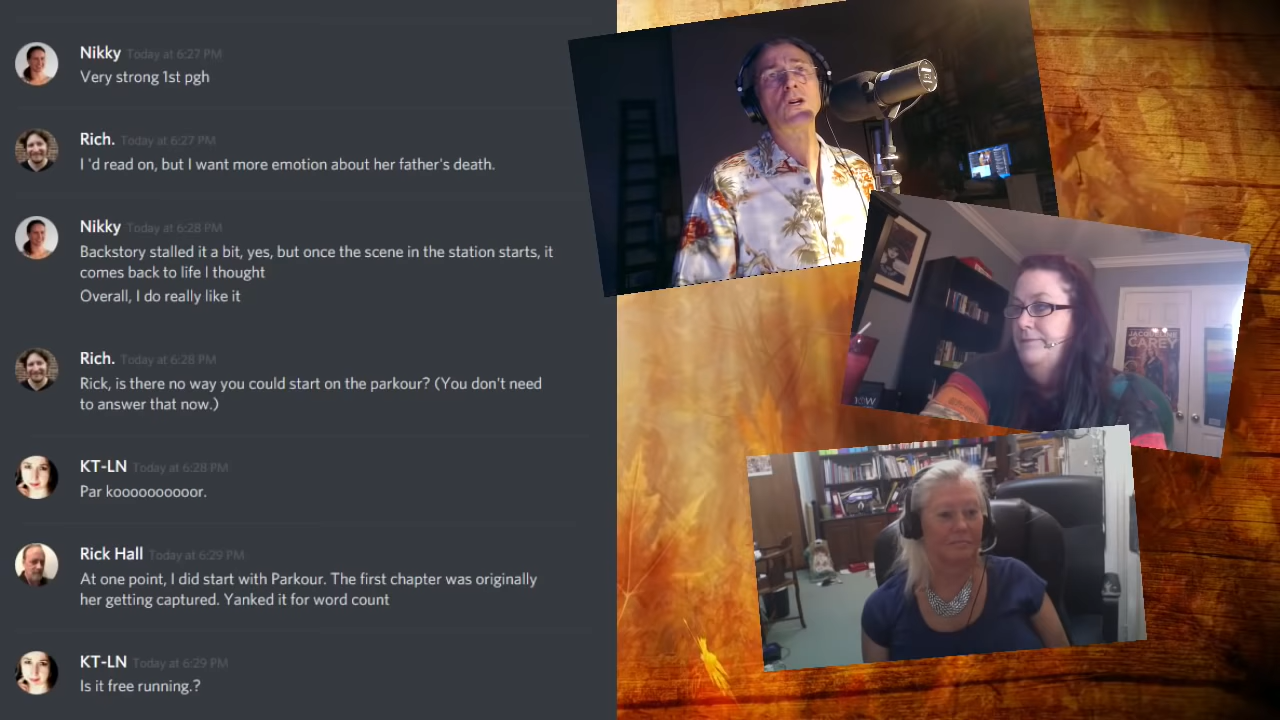 Nikky Today at 6:27 PM
Very strong 1st pgh
Rich. Today at 6:27 PM
I 'd read on, but I want more emotion about her father's death.
Nikky Today at 6:28 PM
Backstory stalled it a bit, yes, but once the scene in the station starts, it
comes back to life I thought
Overall, I do really like it
Rich. Today at 6:28 PM
Rick, is there no way you could start on the parkour? (You don't need
to answer that now.)
KT-LN Today at 6:28 PM
Par koooooooooor.
Rick Hall Today at 6:29 PM
At one point, I did start with Parkour. The first chapter was originally
her getting captured. Yanked it for word count
KT-LN Today at 6:29 PM
Is it free running.?
JACQUELINE
CAREY